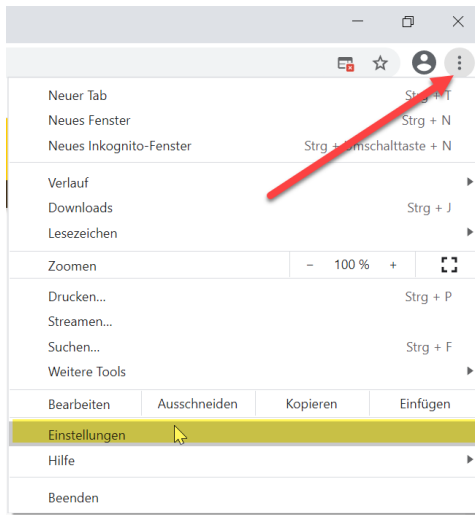 Neuer Tab Strg + T
Neues Fenster Strg + N
Neues Inkognito-Fenster Strg + Umschalttaste + N
Verlauf
Downloads Strg + J
Lesezeichen
Zoomen - 100 % +
Drucken... Strg + P
Streamen...
Suchen... Strg + F
Weitere Tools
Bearbeiten Ausschneiden Kopieren Einfügen
Einstellungen
Hilfe
Beenden